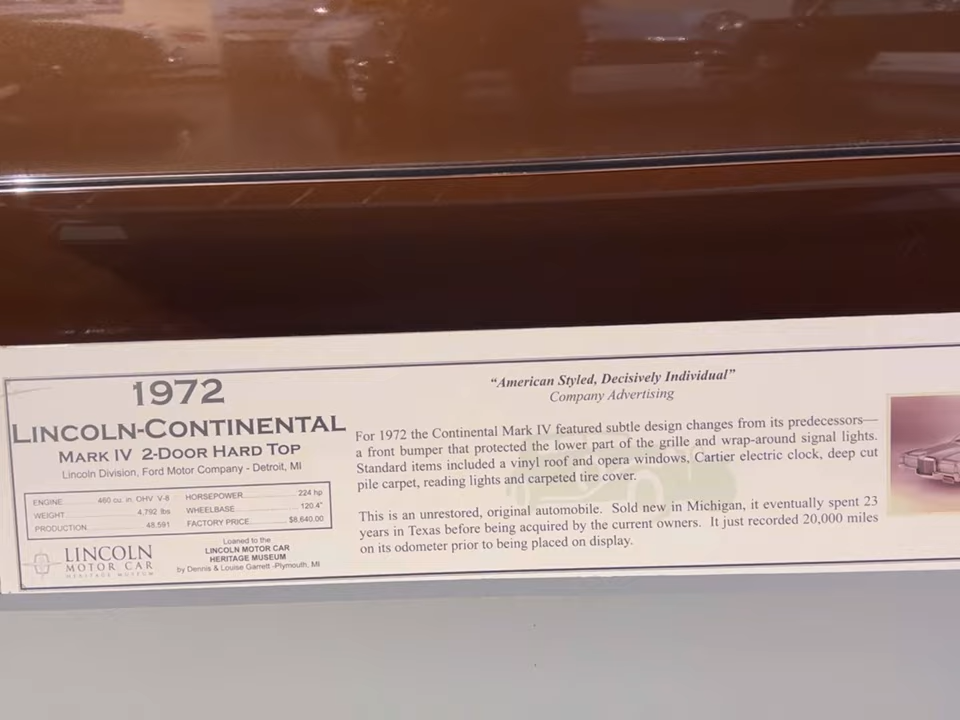 1972
LINCOLN-CONTINENTAL
MARK IV 2-DOOR HARD TOP
Lincoln Division, Ford Motor Company - Detroit, MI
ENGINE 460 cu. in. OHV V-8
WEIGHT 4,792 lbs
PRODUCTION 48,591
HORSEPOWER 224 hp
WHEELBASE 120.4"
FACTORY PRICE $8,640.00
LINCOLN
MOTOR CAR
HERITAGE MUSEUM
Loaned to the
LINCOLN MOTOR CAR
HERITAGE MUSEUM
by Dennis & Louise Garrett -Plymouth, MI
"American Styled, Decisively Individual"
Company Advertising
For 1972 the Continental Mark IV featured subtle design changes from its predecessors—
a front bumper that protected the lower part of the grille and wrap-around signal lights.
Standard items included a vinyl roof and opera windows, Cartier electric clock, deep cut
pile carpet, reading lights and carpeted tire cover.
This is an unrestored, original automobile. Sold new in Michigan, it eventually spent 23
years in Texas before being acquired by the current owners. It just recorded 20,000 miles
on its odometer prior to being placed on display.